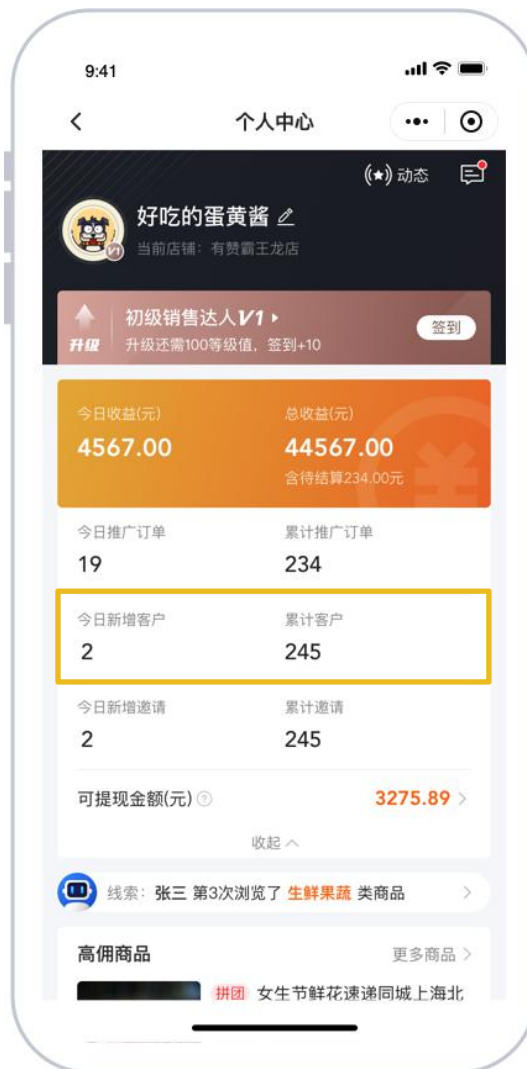 9:41
个人中心
动态
好吃的蛋黄酱
V1
当前店铺：有赞霸王龙店
初级销售达人V1
签到
升级
升级还需100等级值，签到+10
今日收益(元)
总收益(元)
4567.00
44567.00
含待结算234.00元
今日推广订单
累计推广订单
19
234
今日新增客户
累计客户
2
245
今日新增邀请
累计邀请
2
245
可提现金额(元)
3275.89
收起
线索：张三 第3次浏览了 生鲜果蔬 类商品
高佣商品
更多商品
拼团 女生节鲜花速递同城上海北